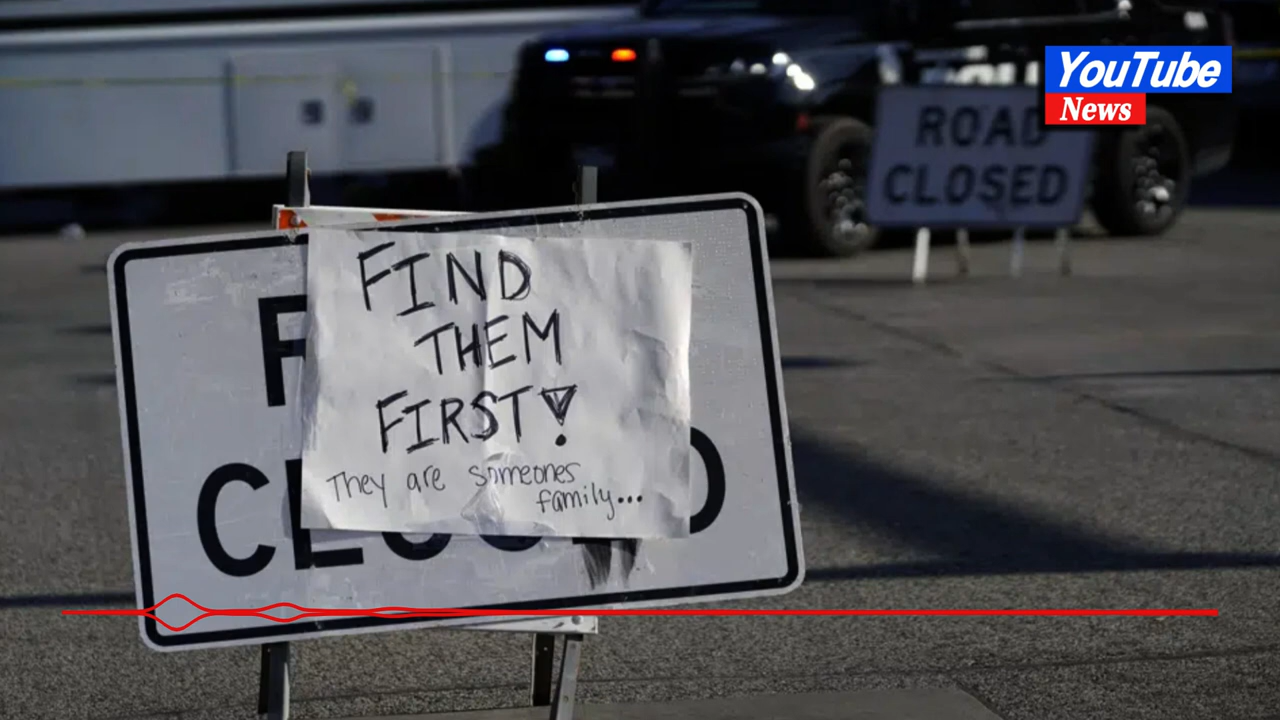 YouTube
News
ROAD
CLOSED
FIND
THEM
FIRST!
They are someones
family...